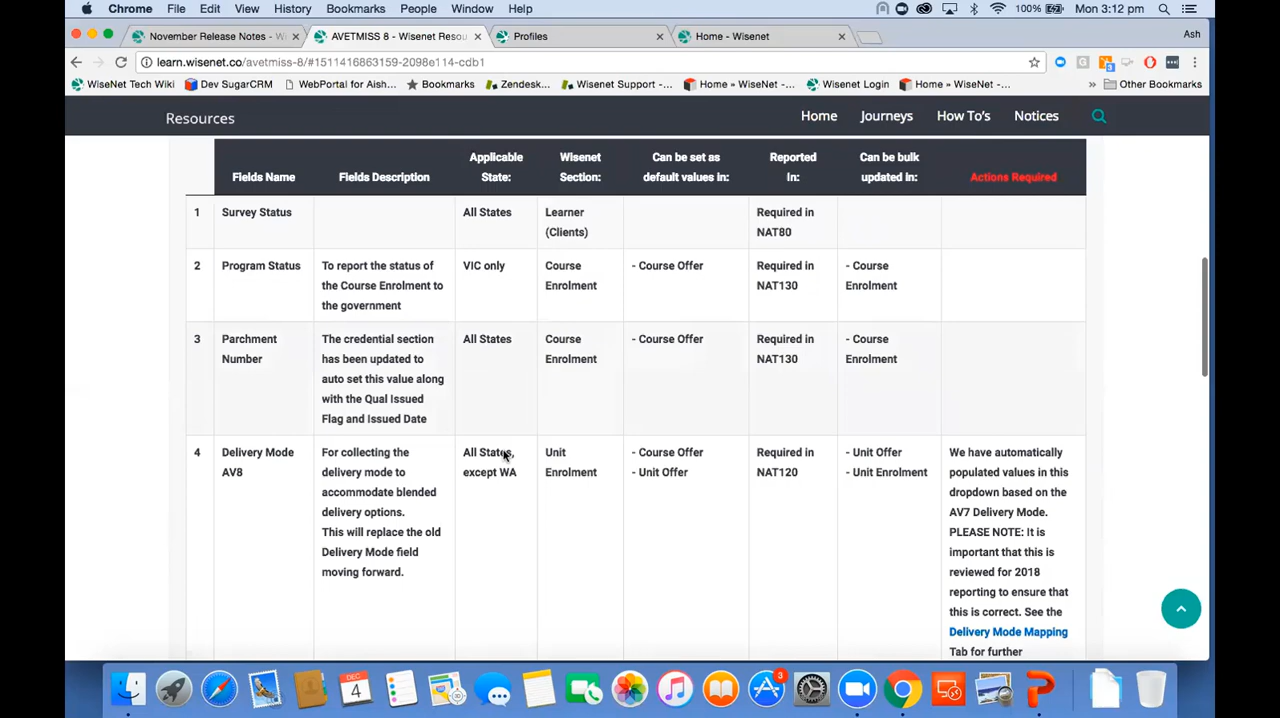 Chrome File Edit View History Bookmarks People Window Help 100% Mon 3:12 pm
November Release Notes - Wi AVETMISS 8 - Wisenet Resou Profiles Home - Wisenet Ash
learn.wisenet.co/avetmiss-8/#1511416863159-2098e114-cdb1
WiseNet Tech Wiki Dev SugarCRM WebPortal for Aish... Bookmarks Zendesk... Wisenet Support -... Home » WiseNet -... Wisenet Login Home » WiseNet -... » Other Bookmarks
Resources Home Journeys How To's Notices
Fields Name
Fields Description
Applicable
State:
Wisenet
Section:
Can be set as
default values in:
Reported
In:
Can be bulk
updated in:
Actions Required
1
Survey Status
All States
Learner
(Clients)
Required in
NAT80
2
Program Status
To report the status of
the Course Enrolment to
the government
VIC only
Course
Enrolment
- Course Offer
Required in
NAT130
- Course
Enrolment
3
Parchment
Number
The credential section
has been updated to
auto set this value along
with the Qual Issued
Flag and Issued Date
All States
Course
Enrolment
- Course Offer
Required in
NAT130
- Course
Enrolment
4
Delivery Mode
AV8
For collecting the
delivery mode to
accommodate blended
delivery options.
This will replace the old
Delivery Mode field
moving forward.
All States,
except WA
Unit
Enrolment
- Course Offer
- Unit Offer
Required in
NAT120
- Unit Offer
- Unit Enrolment
We have automatically
populated values in this
dropdown based on the
AV7 Delivery Mode.
PLEASE NOTE: It is
important that this is
reviewed for 2018
reporting to ensure that
this is correct. See the
Delivery Mode Mapping
Tab for further
DEC
4
3